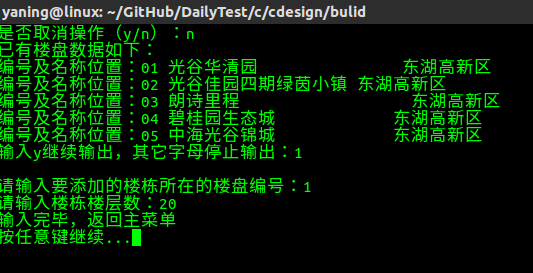 yaning@linux: ~/GitHub/DailyTest/c/cdesign/bulid
是否取消操作（y/n）：n
已有楼盘数据如下：
编号及名称位置：01 光谷华清园 东湖高新区
编号及名称位置：02 光谷佳园四期绿茵小镇 东湖高新区
编号及名称位置：03 朗诗里程 东湖高新区
编号及名称位置：04 碧桂园生态城 东湖高新区
编号及名称位置：05 中海光谷锦城 东湖高新区
输入y继续输出，其它字母停止输出：1
请输入要添加的楼栋所在的楼盘编号：1
请输入楼栋楼层数：20
输入完毕，返回主菜单
按任意键继续...